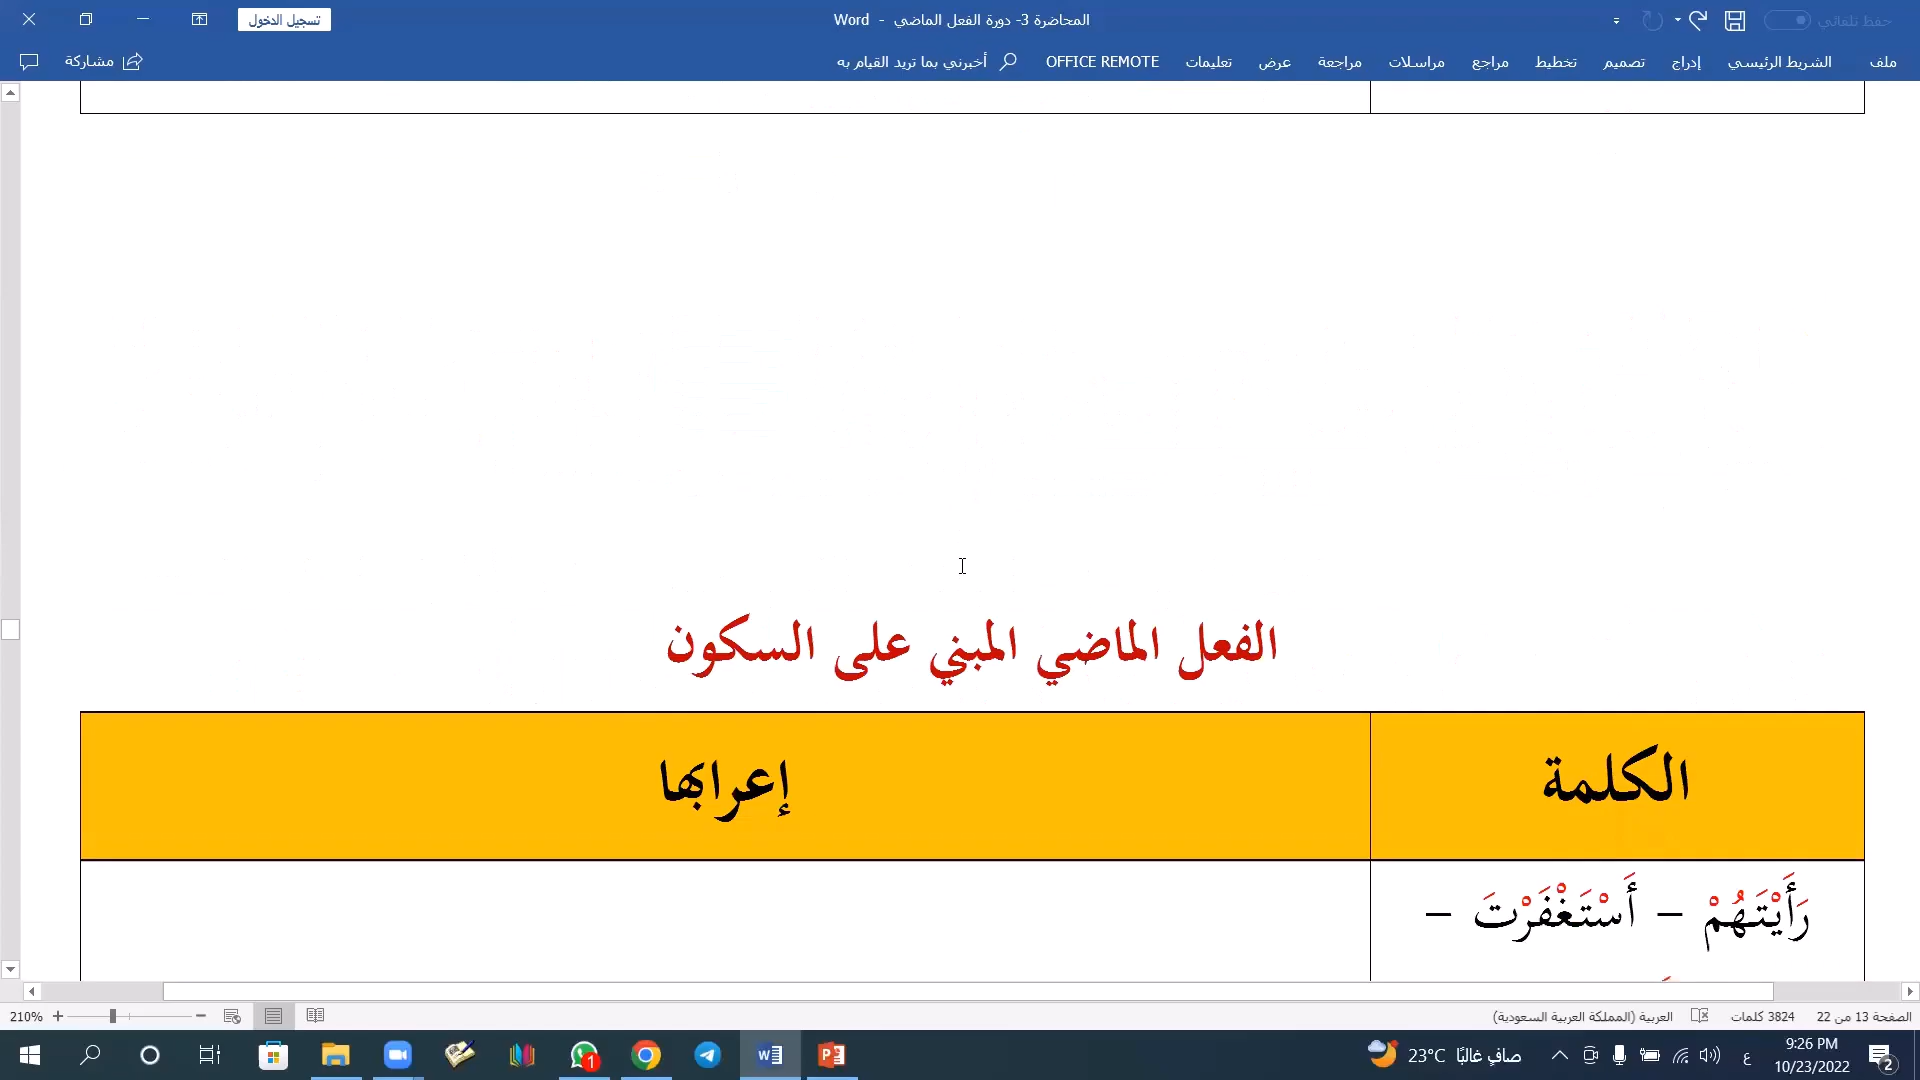 حفظ تلقائي
المحاضرة 3- دورة الفعل الماضي - Word
تسجيل الدخول
ملف
الشريط الرئيسي
إدراج
تصميم
تخطيط
مراجع
مراسلات
مراجعة
عرض
تعليمات
OFFICE REMOTE
أخبرني بما تريد القيام به
مشاركة
الفعل الماضي المبني على السكون
الكلمة
إعرابها
رَأَيْتَهُمْ – أَسْتَغْفَرْتَ –
الصفحة 13 من 22
3824 كلمات
العربية (المملكة العربية السعودية)
210%
1
W
P
23°C صافٍ غالبًا
ع
9:26 PM
10/23/2022
2